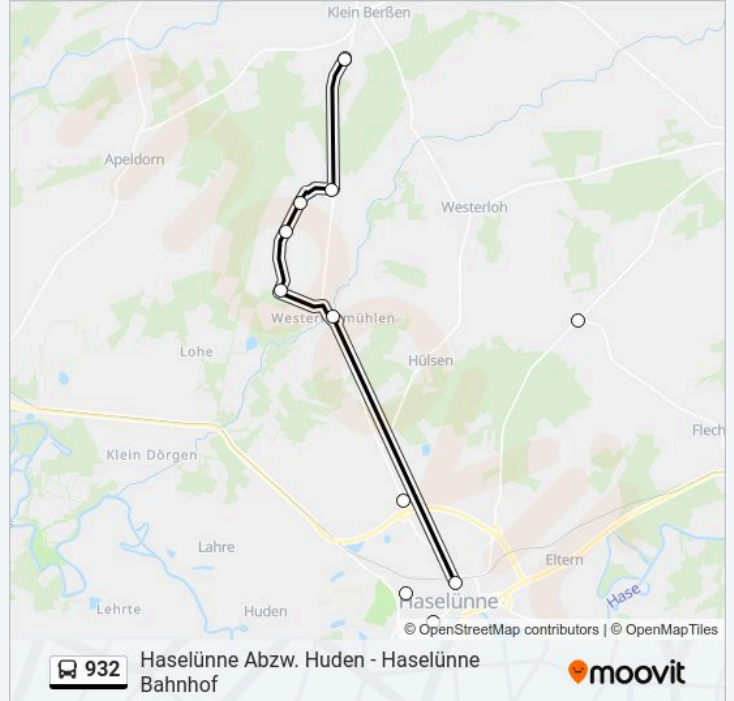 Klein Berßen
Apeldorn
Westerloh
Lohe
Hülsen
Klein Dörgen
Lahre
Eltern
Hase
Lehrte
Huden
Haselünne
© OpenStreetMap contributors | © OpenMapTiles
932
Haselünne Abzw. Huden - Haselünne
Bahnhof
moovit